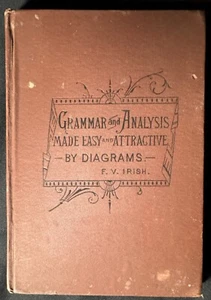 GRAMMAR and ANALYSIS
MADE EASY AND ATTRACTIVE
BY DIAGRAMS.
F. V. IRISH.